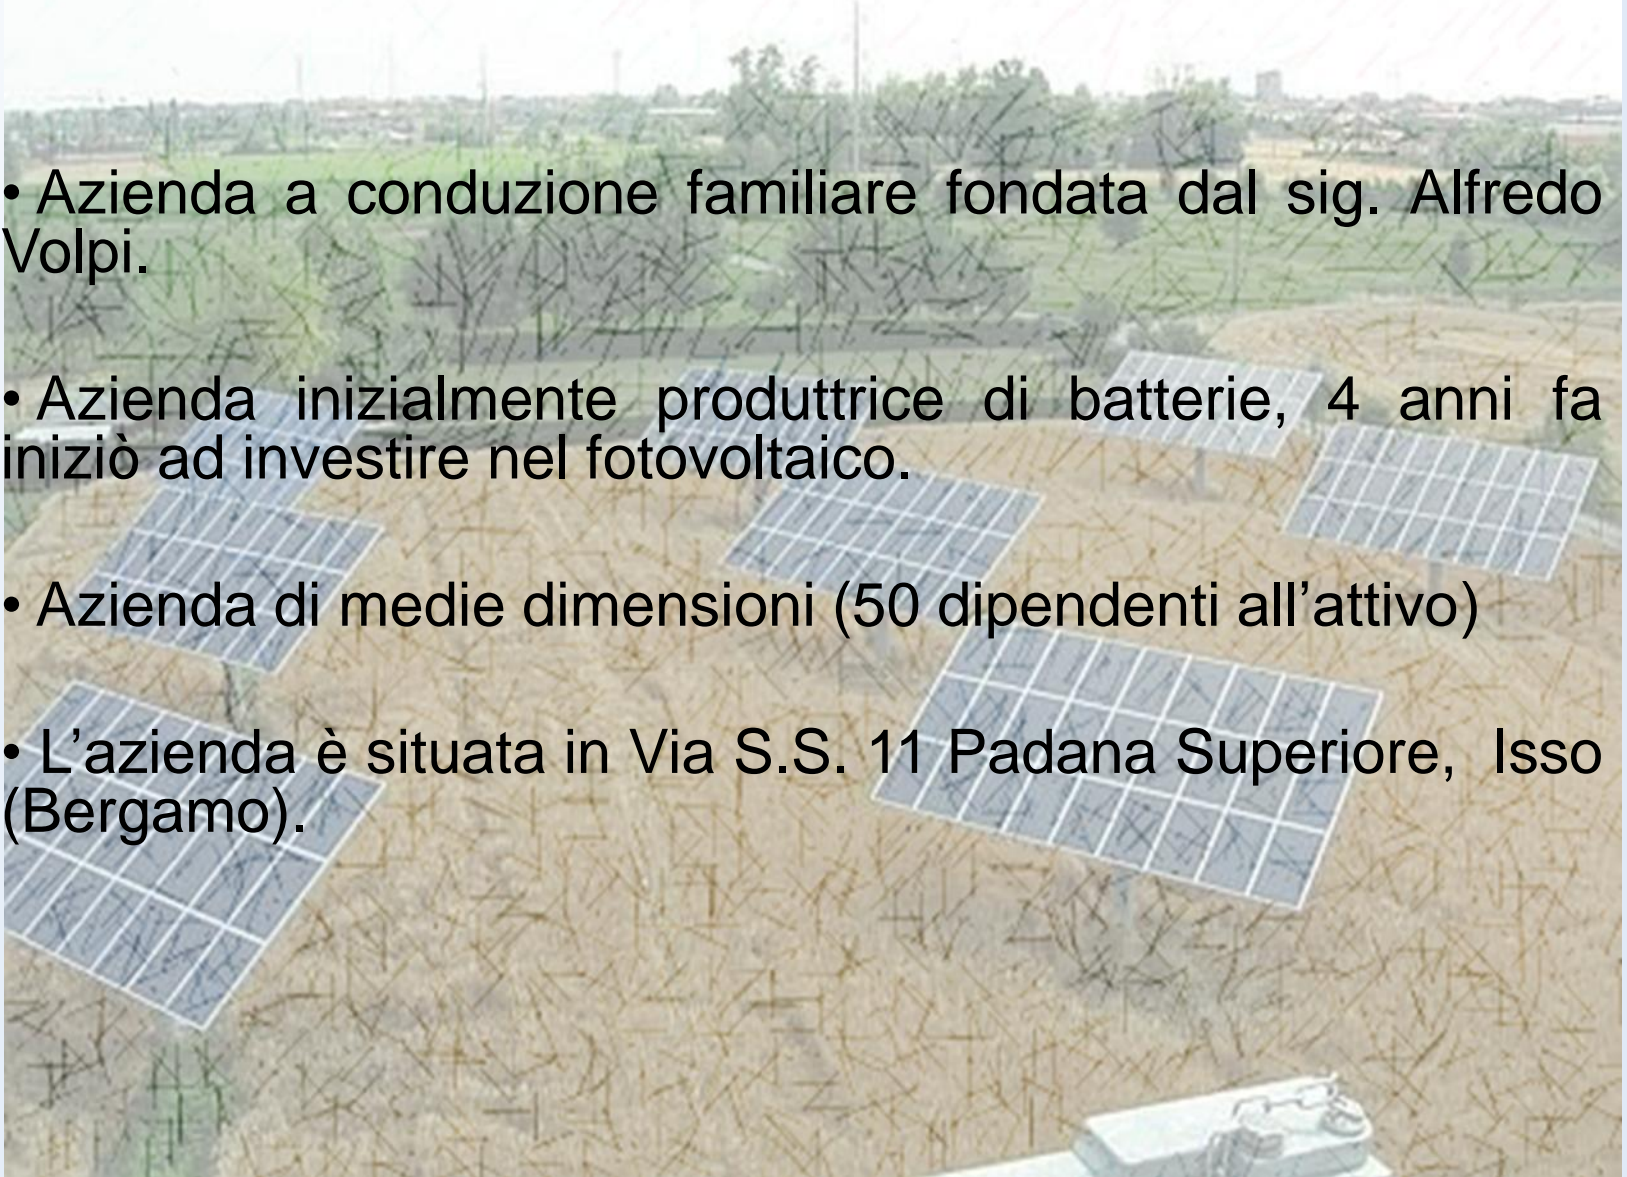 • Azienda a conduzione familiare fondata dal sig. Alfredo
Volpi.
• Azienda inizialmente produttrice di batterie, 4 anni fa
iniziò ad investire nel fotovoltaico.
• Azienda di medie dimensioni (50 dipendenti all’attivo)
• L’azienda è situata in Via S.S. 11 Padana Superiore, Isso
(Bergamo).